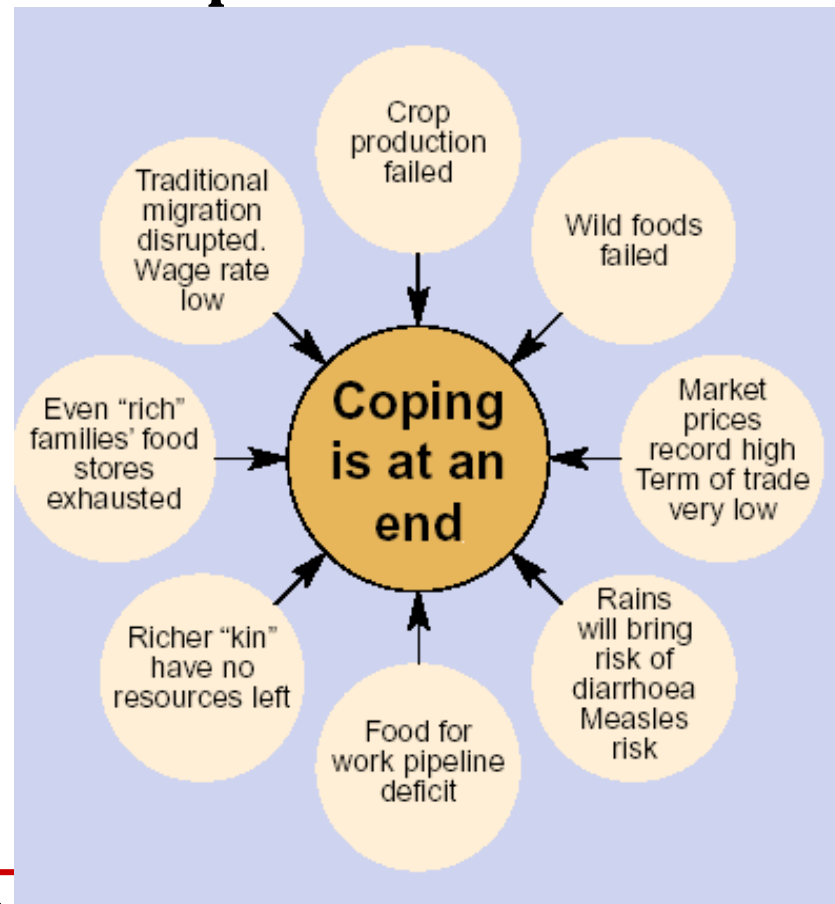 Crop
production
failed
Wild foods
failed
Market
prices
record high
Term of trade
very low
Rains
will bring
risk of
diarrhoea
Measles
risk
Food for
work pipeline
deficit
Richer “kin”
have no
resources left
Even “rich”
families’ food
stores
exhausted
Traditional
migration
disrupted.
Wage rate
low
Coping
is at an
end